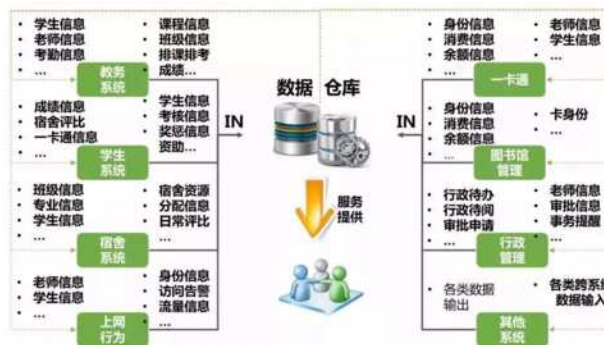 • 学生信息
• 老师信息
• 考勤信息
• ...
• 课程信息
• 班级信息
• 排课排考
• 成绩...
教务
系统
• 成绩信息
• 宿舍评比
• 一卡通信息
• ...
• 学生信息
• 考核信息
• 奖惩信息
• 资助...
学生
系统
• 班级信息
• 专业信息
• 学生信息
• ...
• 宿舍资源
• 分配信息
• 日常评比
• ...
宿舍
系统
• 老师信息
• 学生信息
• ...
• 身份信息
• 访问告警
• 流量信息
• ...
上网
行为
IN
数据 仓库
服务
提供
IN
• 身份信息
• 消费信息
• 余额信息
• ...
• 老师信息
• 学生信息
• ...
一卡通
• 身份信息
• 消费信息
• 余额信息
• ...
• 卡身份
• ...
图书馆
管理
• 行政待办
• 行政待阅
• 审批申请
• ...
• 老师信息
• 审批信息
• 事务提醒
• ...
行政
管理
• 各类数据
输出
• 各类跨系统
数据输入
其他
系统